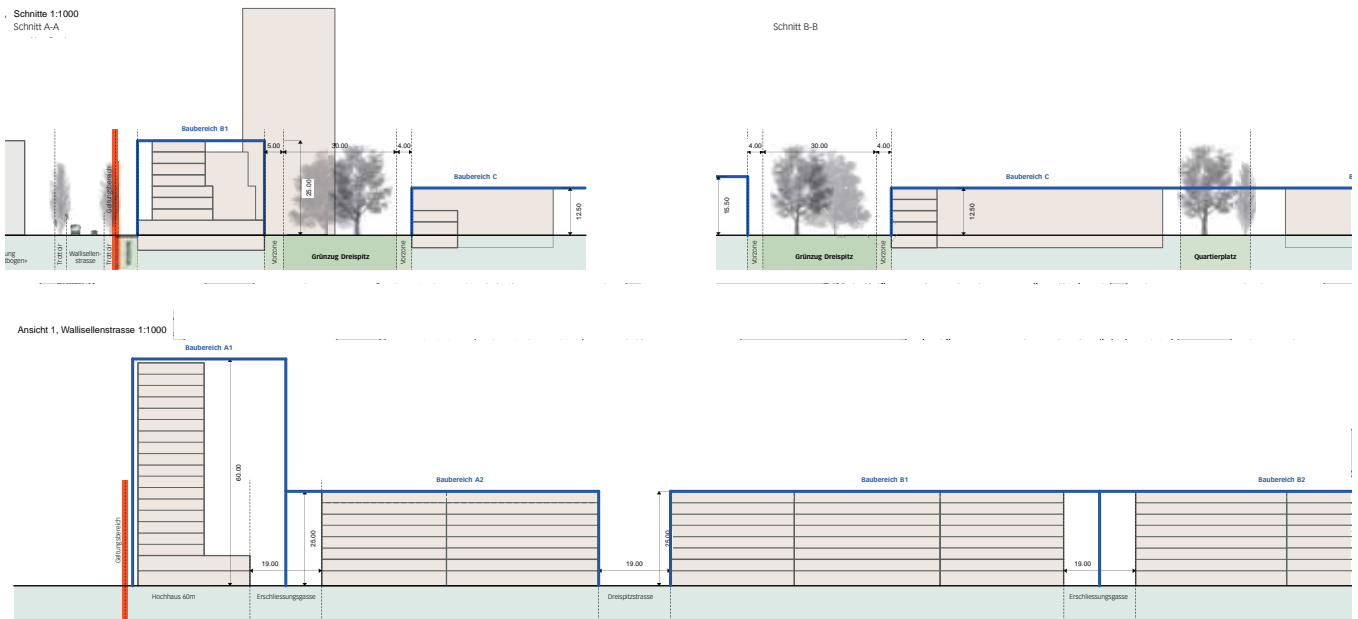 Schnitte 1:1000
Schnitt A-A
Schnitt B-B
Baubereich B1
5.00
30.00
4.00
25.00
Baubereich C
12.50
Geltungsbereich
Trottoir
Wallisellen-
strasse
Trottoir
Vorzone
Grünzug Dreispitz
Vorzone
4.00
30.00
4.00
15.50
Baubereich C
12.50
Vorzone
Grünzug Dreispitz
Vorzone
Quartierplatz
Ansicht 1, Wallisellenstrasse 1:1000
Baubereich A1
60.00
Geltungsbereich
Baubereich A2
25.00
19.00
19.00
25.00
Baubereich B1
19.00
Baubereich B2
Hochhaus 60m
Erschliessungsgasse
Dreispitzstrasse
Erschliessungsgasse